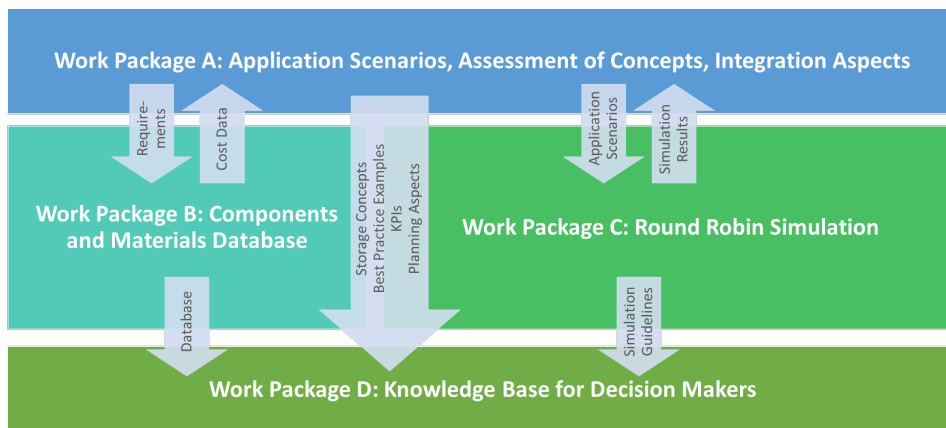 Work Package A: Application Scenarios, Assessment of Concepts, Integration Aspects
Require-
ments
Cost Data
Storage Concepts
Best Practice Examples
KPIs
Planning Aspects
Application
Scenarios
Simulation
Results
Work Package B: Components
and Materials Database
Work Package C: Round Robin Simulation
Database
Simulation
Guidelines
Work Package D: Knowledge Base for Decision Makers